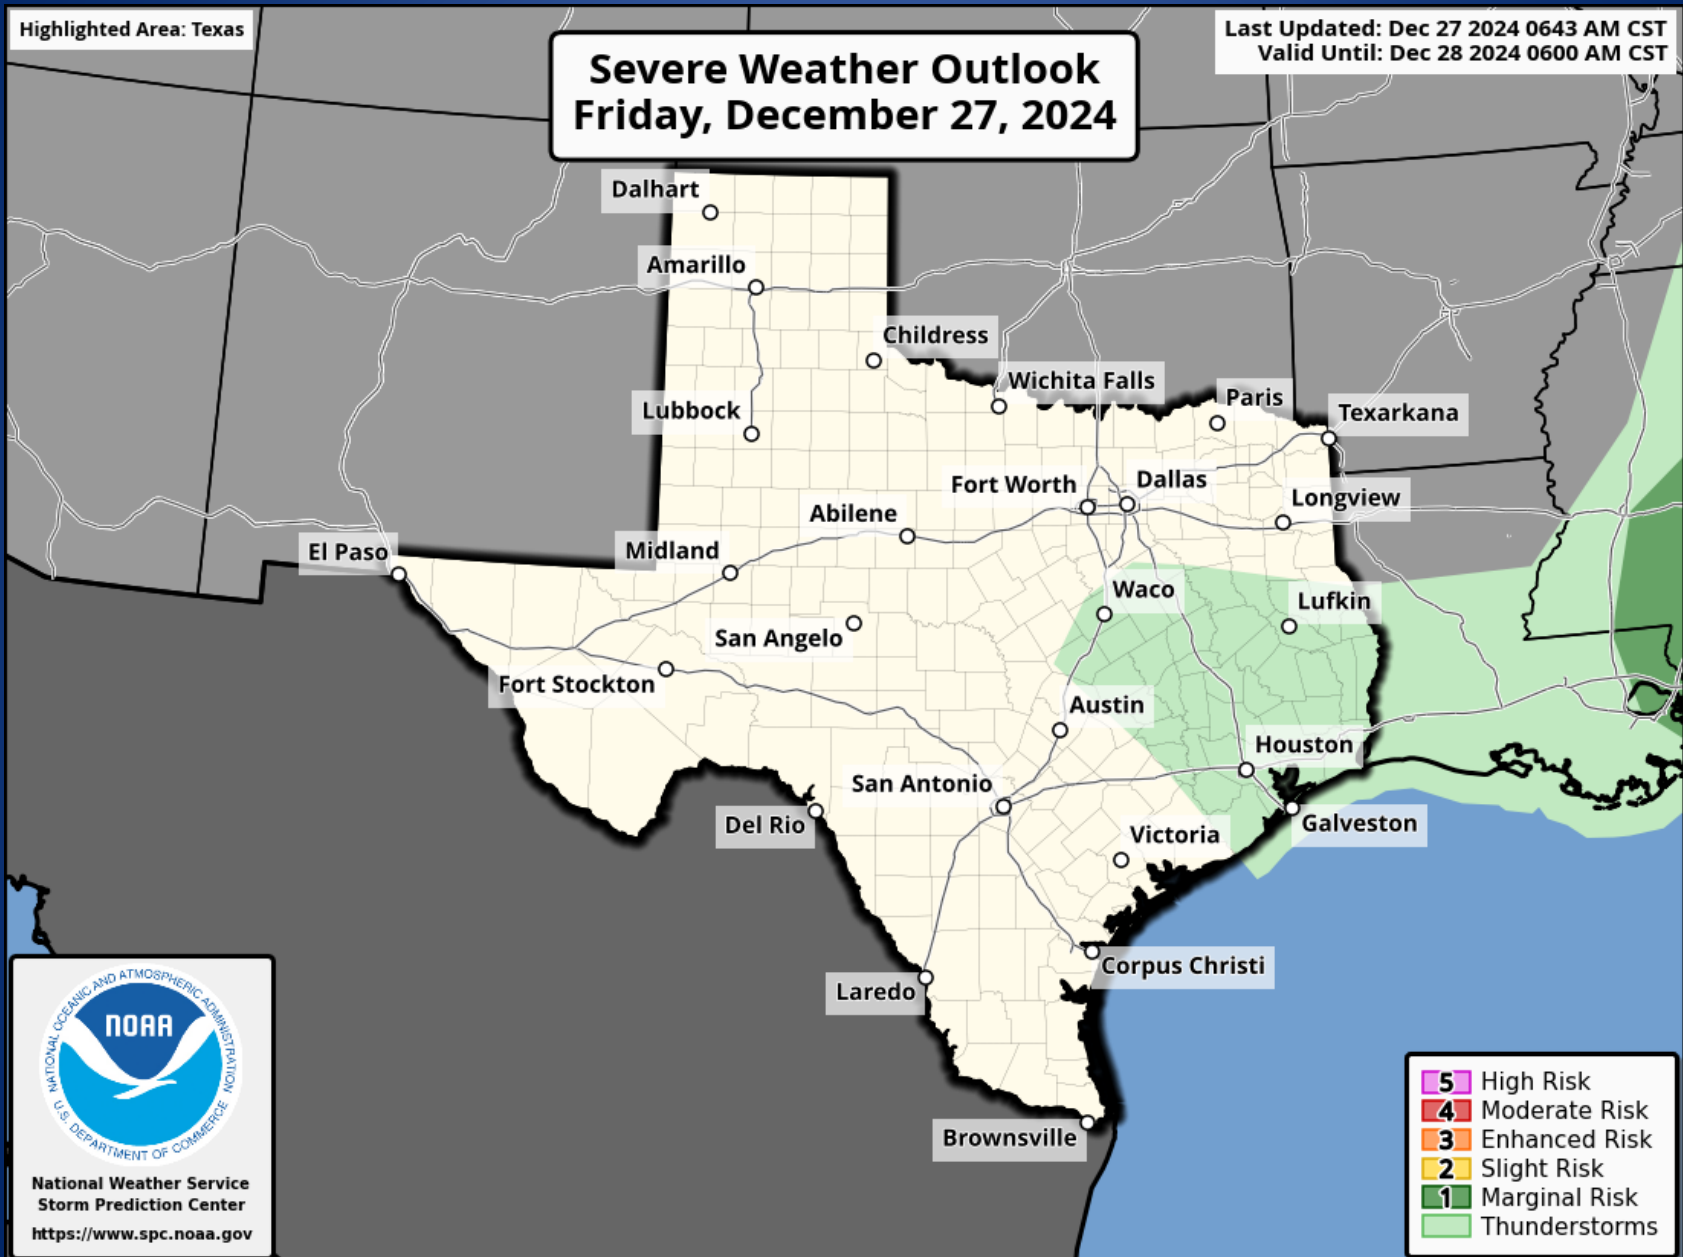 Highlighted Area: Texas
Last Updated: Dec 27 2024 0643 AM CST
Valid Until: Dec 28 2024 0600 AM CST
Severe Weather Outlook
Friday, December 27, 2024
Dalhart
Amarillo
Childress
Wichita Falls
Paris
Texarkana
Lubbock
Fort Worth
Dallas
Longview
Abilene
El Paso
Midland
Waco
Lufkin
San Angelo
Fort Stockton
Austin
Houston
San Antonio
Del Rio
Victoria
Galveston
Corpus Christi
Laredo
Brownsville
NATIONAL OCEANIC AND ATMOSPHERIC ADMINISTRATION
NOAA
U.S. DEPARTMENT OF COMMERCE
National Weather Service
Storm Prediction Center
https://www.spc.noaa.gov
5 High Risk
4 Moderate Risk
3 Enhanced Risk
2 Slight Risk
1 Marginal Risk
Thunderstorms